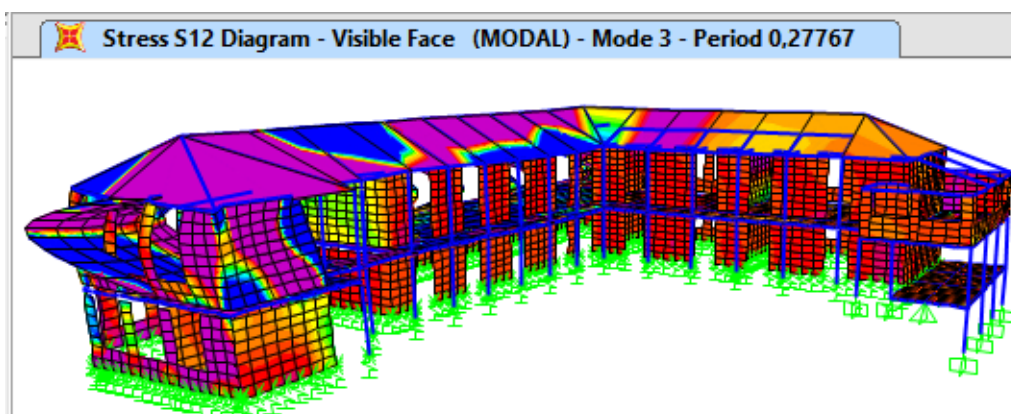 Stress S12 Diagram - Visible Face (MODAL) - Mode 3 - Period 0,27767